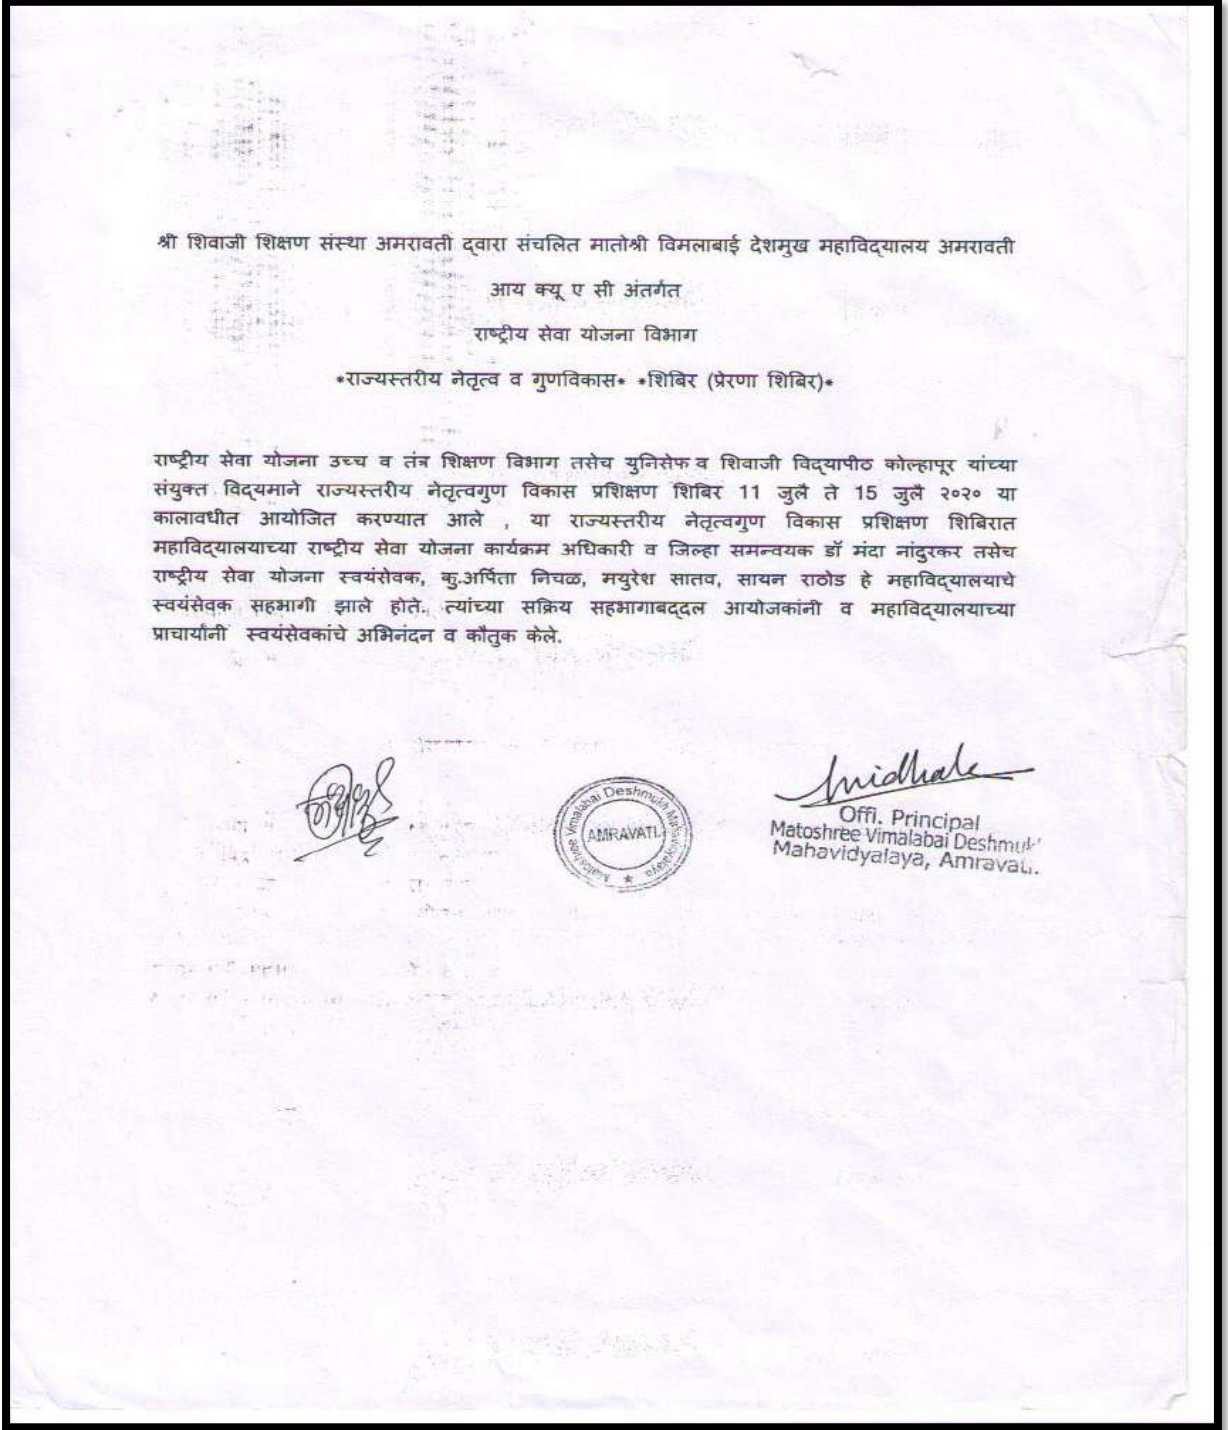 श्री शिवाजी शिक्षण संस्था अमरावती द्वारा संचलित मातोश्री विमलाबाई देशमुख महाविद्यालय अमरावती
आय क्यू ए सी अंतर्गत
राष्ट्रीय सेवा योजना विभाग
*राज्यस्तरीय नेतृत्व व गुणविकास* *शिबिर (प्रेरणा शिबिर)*
राष्ट्रीय सेवा योजना उच्च व तंत्र शिक्षण विभाग तसेच युनिसेफ व शिवाजी विद्यापीठ कोल्हापूर यांच्या
संयुक्त विद्यमाने राज्यस्तरीय नेतृत्वगुण विकास प्रशिक्षण शिबिर 11 जुलै ते 15 जुलै २०२० या
कालावधीत आयोजित करण्यात आले , या राज्यस्तरीय नेतृत्वगुण विकास प्रशिक्षण शिबिरात
महाविद्यालयाच्या राष्ट्रीय सेवा योजना कार्यक्रम अधिकारी व जिल्हा समन्वयक डॉ मंदा नांदुरकर तसेच
राष्ट्रीय सेवा योजना स्वयंसेवक, कु.अर्पिता निचळ, मयुरेश सातव, सायन राठोड हे महाविद्यालयाचे
स्वयंसेवक सहभागी झाले होते. त्यांच्या सक्रिय सहभागाबद्दल आयोजकांनी व महाविद्यालयाच्या
प्राचार्यांनी स्वयंसेवकांचे अभिनंदन व कौतुक केले.
Matoshree Vimalabai Deshmukh Mahavidyalaya
AMRAVATI.
Offi. Principal
Matoshree Vimalabai Deshmukh
Mahavidyalaya, Amravati.